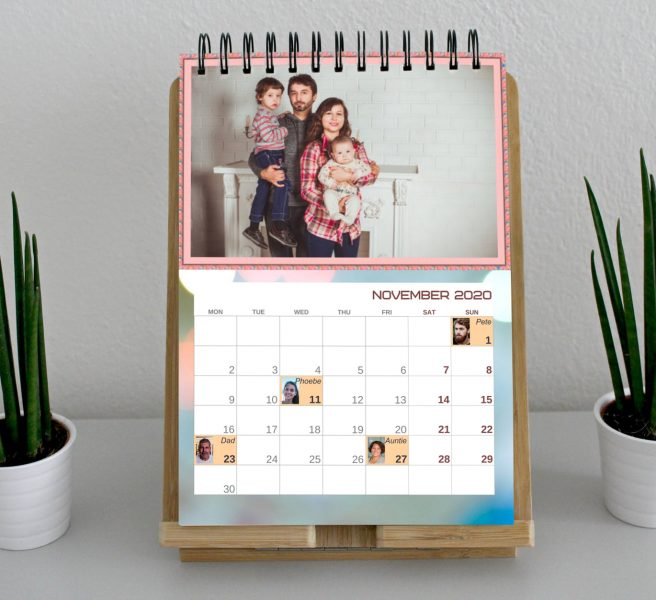 NOVEMBER 2020
MON TUE WED THU FRI SAT SUN
Pete
1
2 3 4 5 6 7 8
Phoebe
9 10 11 12 13 14 15
16 17 18 19 20 21 22
Dad Auntie
23 24 25 26 27 28 29
30